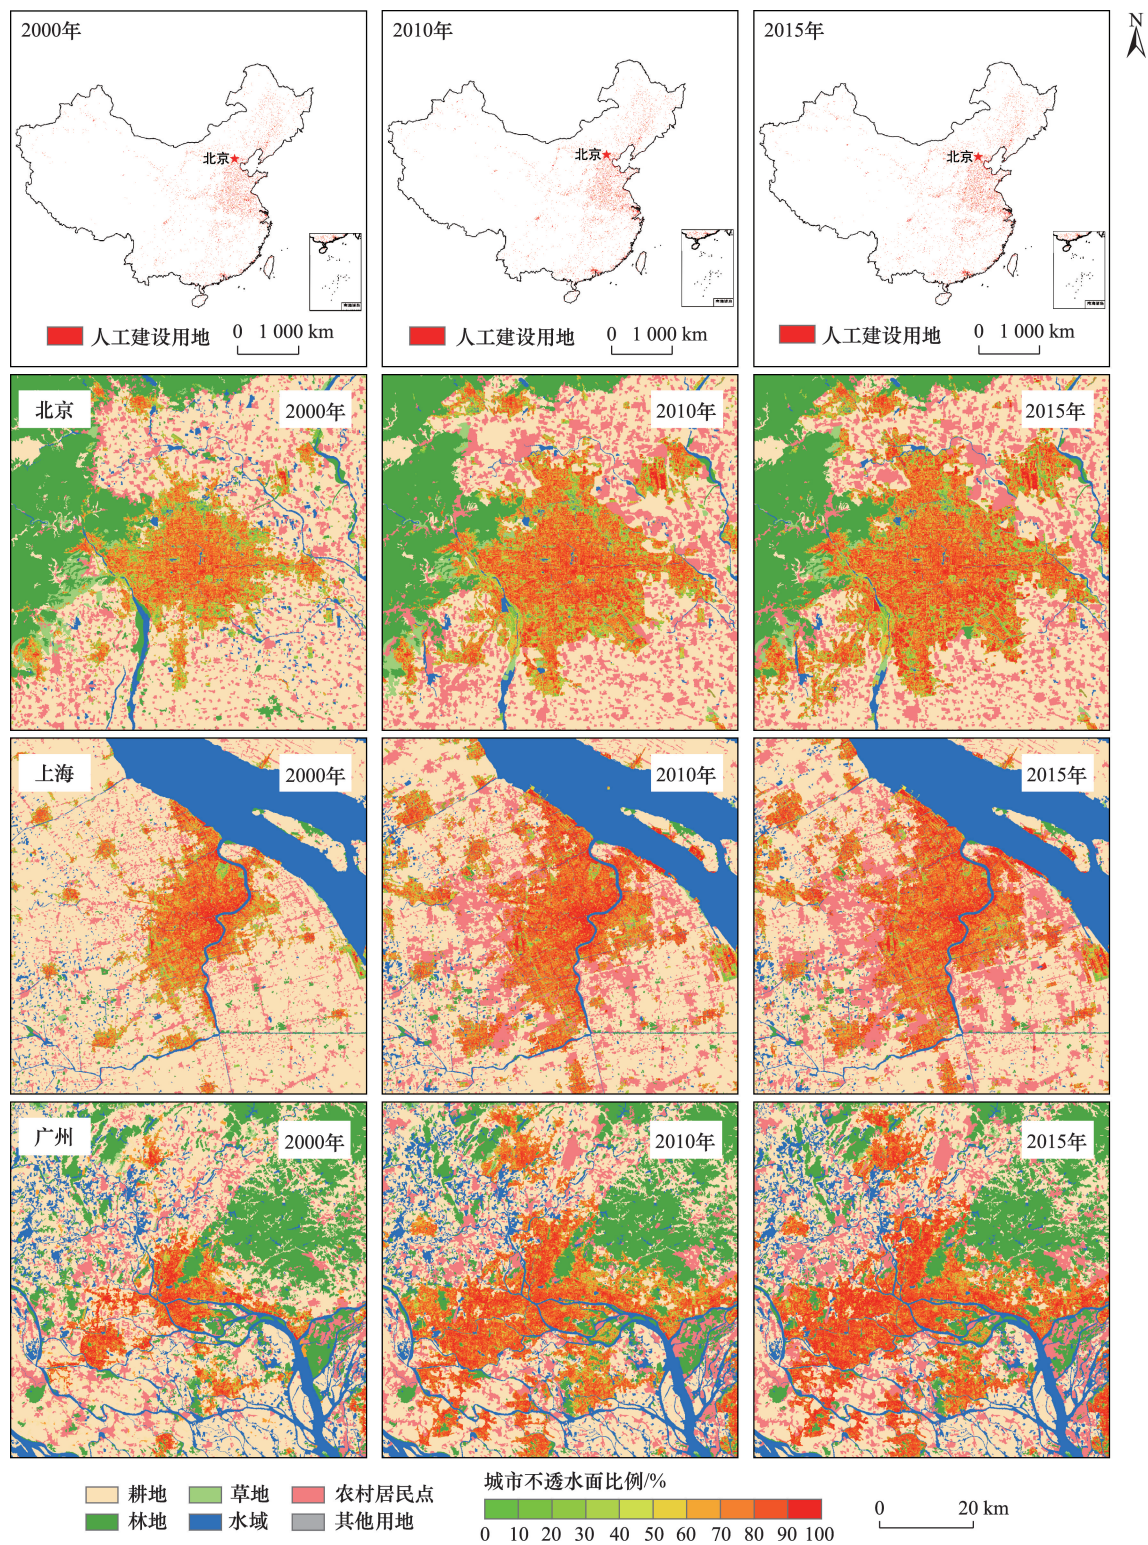 N
2000年
2010年
2015年
北京
北京
北京
人工建设用地
0 1 000 km
人工建设用地
0 1 000 km
人工建设用地
0 1 000 km
北京
2000年
2010年
2015年
上海
2000年
2010年
2015年
广州
2000年
2010年
2015年
城市不透水面比例/%
耕地
草地
农村居民点
林地
水域
其他用地
0 10 20 30 40 50 60 70 80 90 100
0 20 km